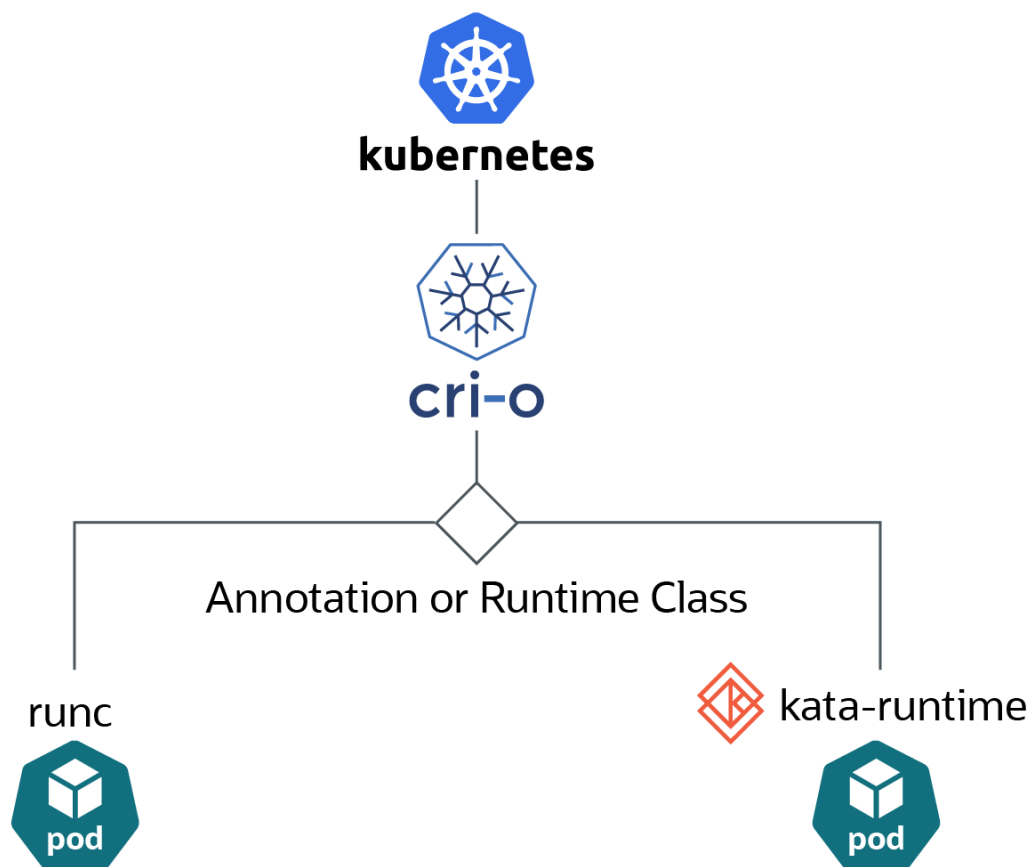 kubernetes
cri-o
Annotation or Runtime Class
runc
kata-runtime
pod
pod